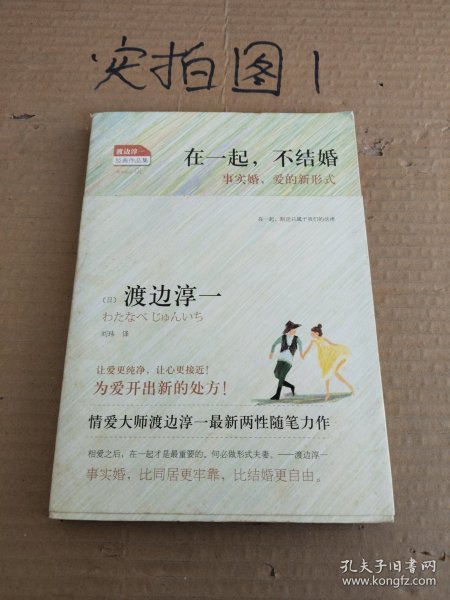 实拍图1
渡边淳一
经典作品集
在一起，不结婚
事实婚、爱的新形式
在一起，制定只属于我们的法律
〔日〕 渡边淳一
わたなべ じゅんいち
刘玮 译
让爱更纯净，让心更接近！
为爱开出新的处方！
情爱大师渡边淳一最新两性随笔力作
相爱之后，在一起才是最重要的。何必做形式夫妻。——渡边淳一
事实婚，比同居更牢靠，比结婚更自由。
孔夫子旧书网
www.kongfz.com